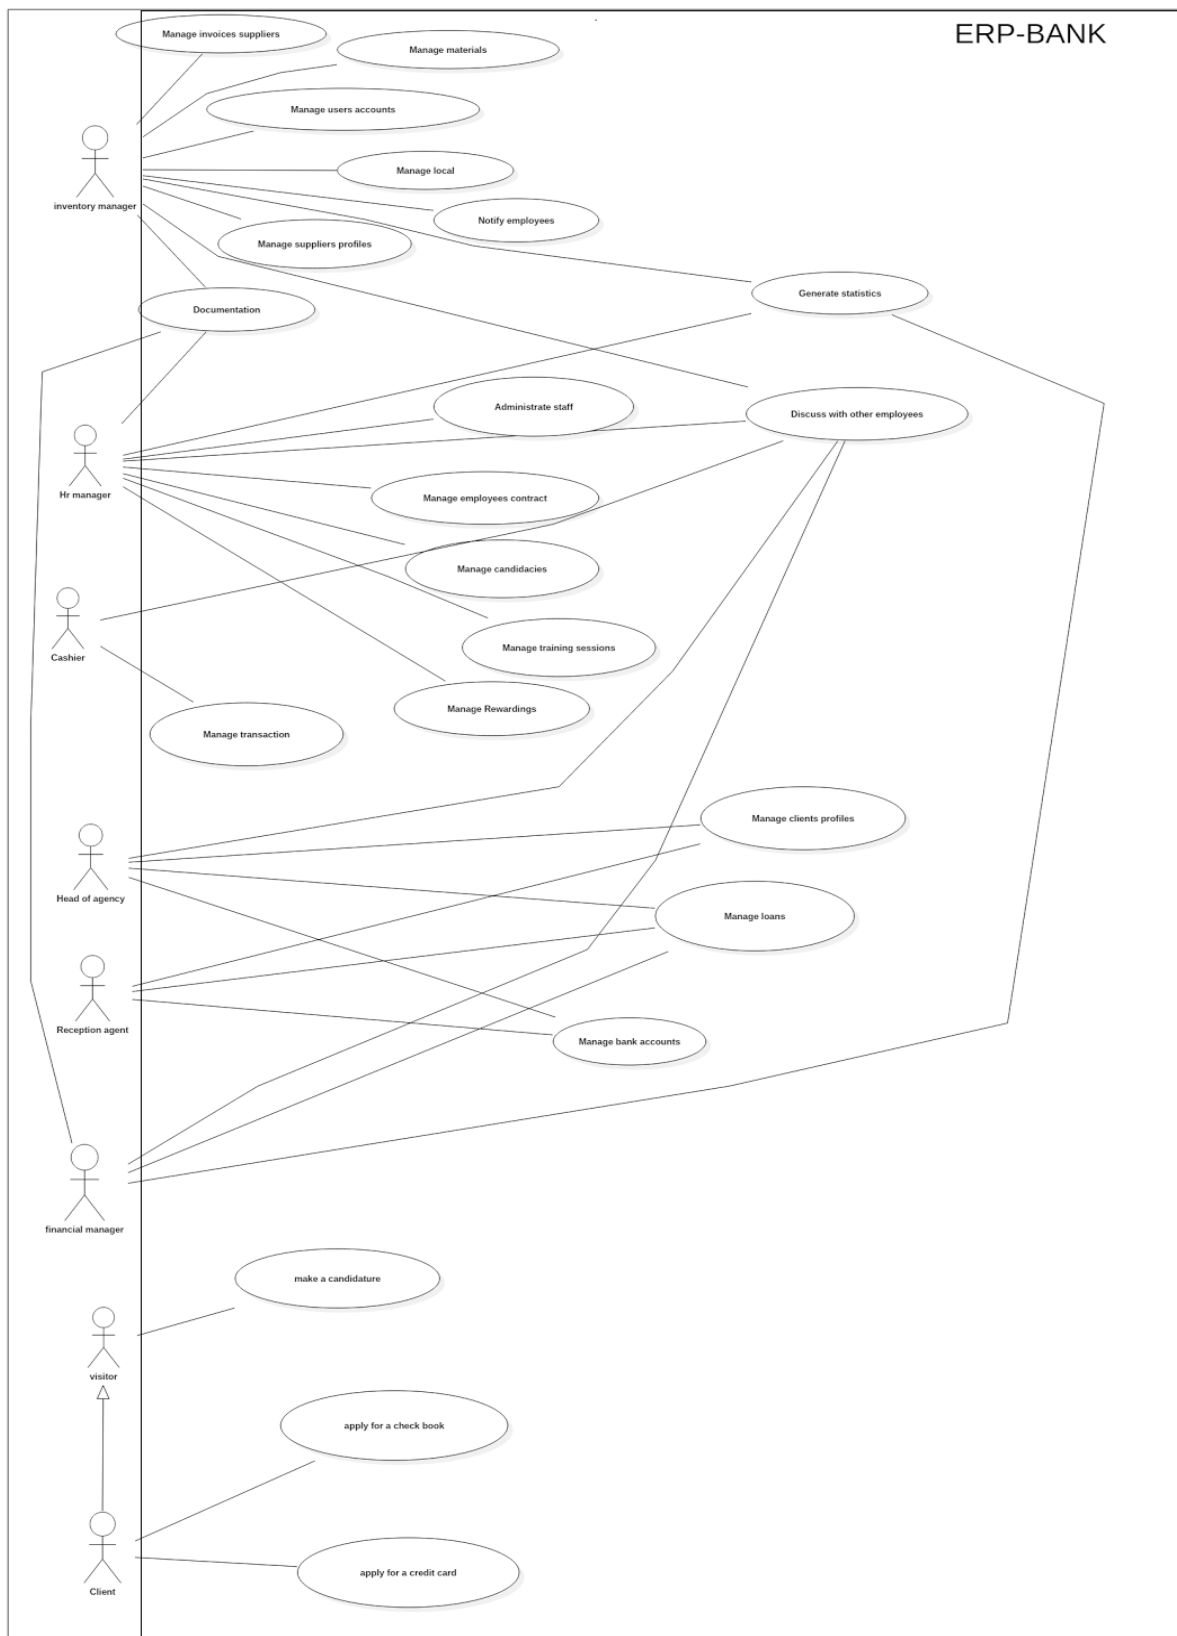 ERP-BANK
Manage invoices suppliers
Manage materials
Manage users accounts
Manage local
inventory manager
Notify employees
Manage suppliers profiles
Generate statistics
Documentation
Administrate staff
Discuss with other employees
Hr manager
Manage employees contract
Manage candidacies
Manage training sessions
Cashier
Manage Rewardings
Manage transaction
Manage clients profiles
Head of agency
Manage loans
Reception agent
Manage bank accounts
financial manager
make a candidature
visitor
apply for a check book
apply for a credit card
Client